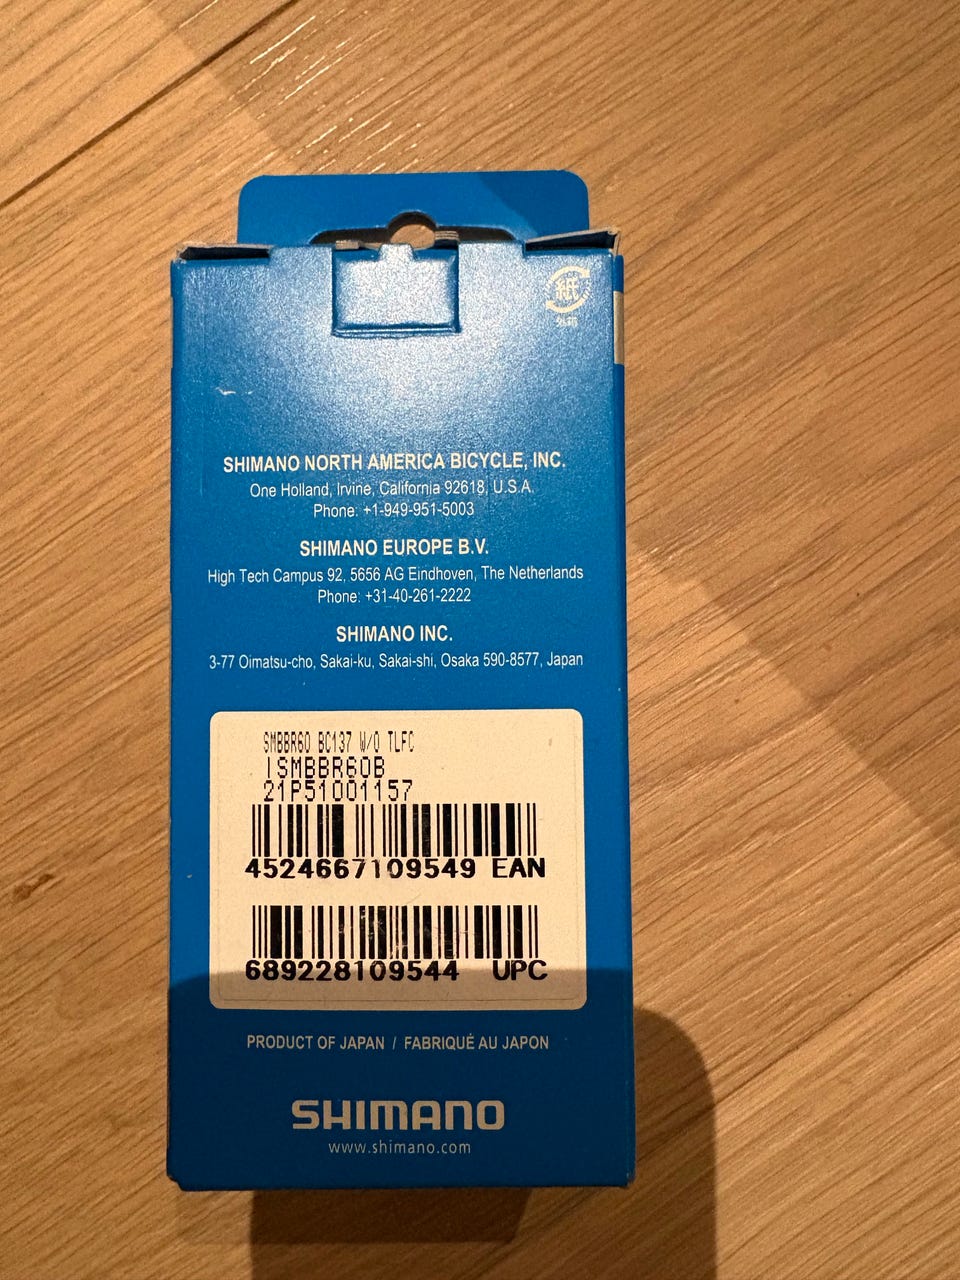 紙
外箱
SHIMANO NORTH AMERICA BICYCLE, INC.
One Holland, Irvine, California 92618, U.S.A.
Phone: +1-949-951-5003
SHIMANO EUROPE B.V.
High Tech Campus 92, 5656 AG Eindhoven, The Netherlands
Phone: +31-40-261-2222
SHIMANO INC.
3-77 Oimatsu-cho, Sakai-ku, Sakai-shi, Osaka 590-8577, Japan
SMBBR60 BC137 W/O TLFC
ISMBBR60B
21P51001157
4524667109549 EAN
689228109544 UPC
PRODUCT OF JAPAN / FABRIQUÉ AU JAPON
SHIMANO
www.shimano.com